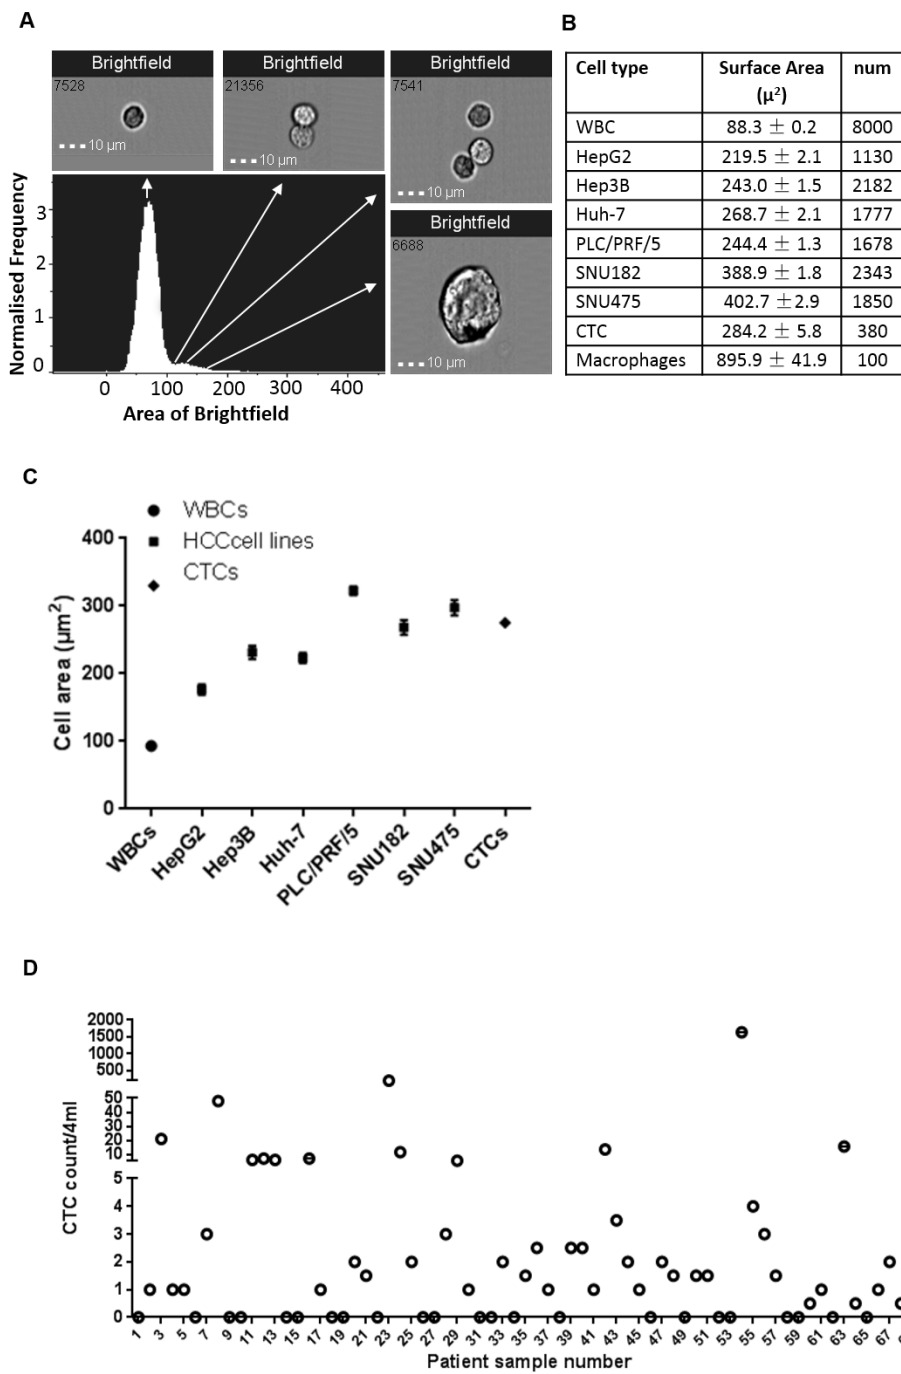 A
Brightfield
7528
10 µm
Brightfield
21356
10 µm
Brightfield
7541
10 µm
Brightfield
6688
10 µm
Normalised Frequency
3
2
1
0
0 100 200 300 400
Area of Brightfield
B
Cell type Surface Area (µ²) num
WBC 88.3 ± 0.2 8000
HepG2 219.5 ± 2.1 1130
Hep3B 243.0 ± 1.5 2182
Huh-7 268.7 ± 2.1 1777
PLC/PRF/5 244.4 ± 1.3 1678
SNU182 388.9 ± 1.8 2343
SNU475 402.7 ±2.9 1850
CTC 284.2 ± 5.8 380
Macrophages 895.9 ± 41.9 100
C
WBCs
HCCcell lines
CTCs
Cell area (µm²)
400
300
200
100
0
WBCs HepG2 Hep3B Huh-7 PLC/PRF/5 SNU182 SNU475 CTCs
D
CTC count/4ml
2000
1500
1000
500
50
40
30
20
10
5
4
3
2
1
0
1 3 5 7 9 11 13 15 17 19 21 23 25 27 29 31 33 35 37 39 41 43 45 47 49 51 53 55 57 59 61 63 65 67
Patient sample number